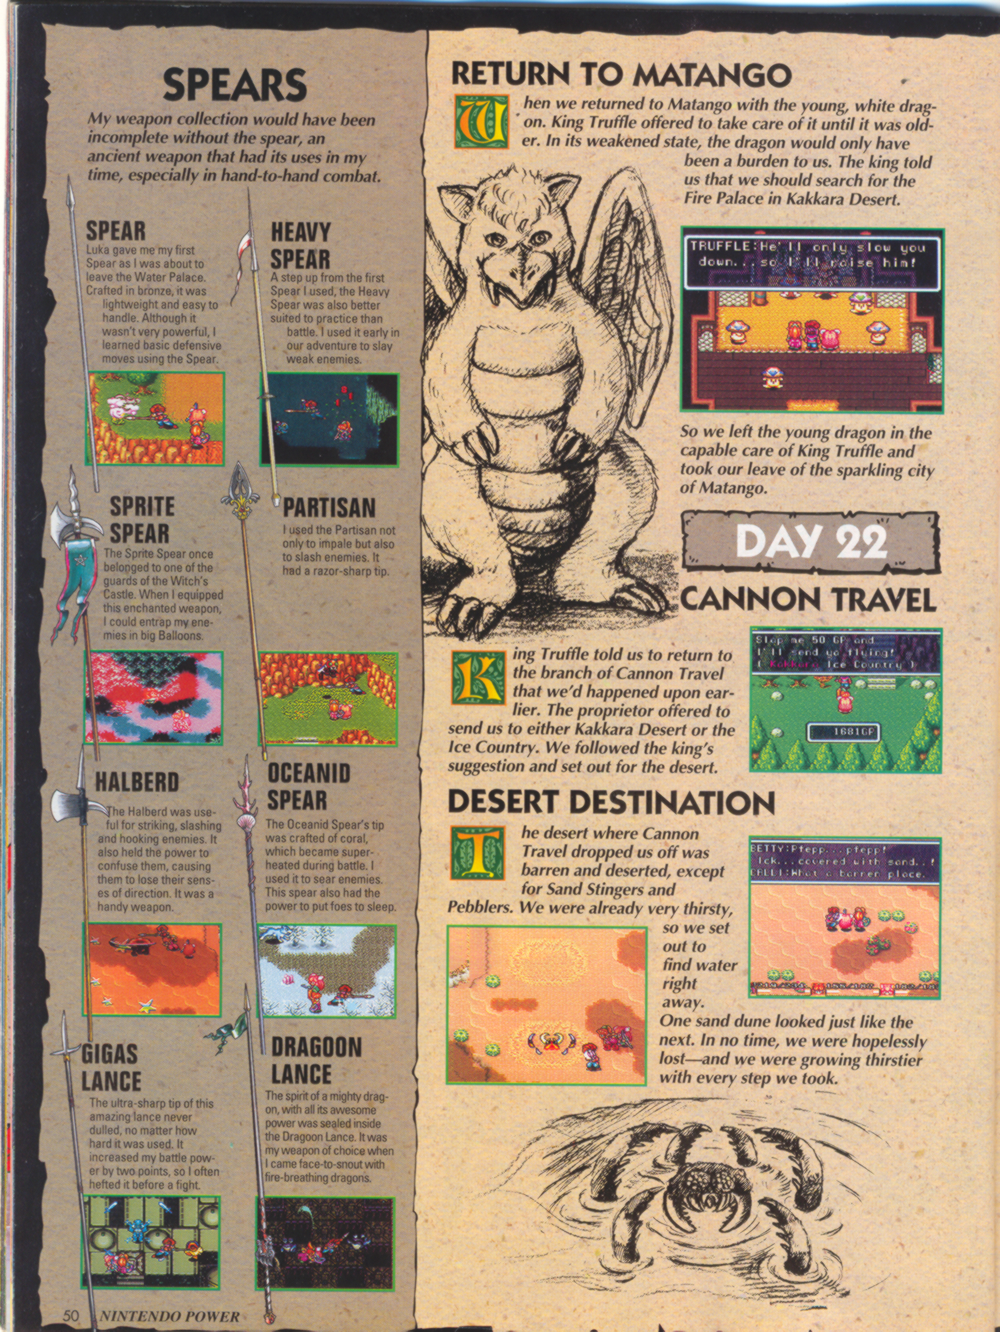 SPEARS
My weapon collection would have been
incomplete without the spear, an
ancient weapon that had its uses in my
time, especially in hand-to-hand combat.
SPEAR
Luka gave me my first
Spear as I was about to
leave the Water Palace.
Crafted in bronze, it was
lightweight and easy to
handle. Although it
wasn't very powerful, I
learned basic defensive
moves using the Spear.
HEAVY
SPEAR
A step up from the first
Spear I used, the Heavy
Spear was also better
suited to practice than
battle. I used it early in
our adventure to slay
weak enemies.
SPRITE
SPEAR
The Sprite Spear once
belonged to one of the
guards of the Witch's
Castle. When I equipped
this enchanted weapon,
I could entrap my ene-
mies in big Balloons.
PARTISAN
I used the Partisan not
only to impale but also
to slash enemies. It
had a razor-sharp tip.
HALBERD
The Halberd was use-
ful for striking, slashing
and hooking enemies. It
also held the power to
confuse them, causing
them to lose their sens-
es of direction. It was a
handy weapon.
OCEANID
SPEAR
The Oceanid Spear's tip
was crafted of coral,
which became super-
heated during battle. I
used it to sear enemies.
This spear also had the
power to put foes to sleep.
GIGAS
LANCE
The ultra-sharp tip of this
amazing lance never
dulled, no matter how
hard it was used. It
increased my battle pow-
er by two points, so I often
hefted it before a fight.
DRAGOON
LANCE
The spirit of a mighty drag-
on, with all its awesome
power was sealed inside
the Dragoon Lance. It was
my weapon of choice when
I came face-to-snout with
fire-breathing dragons.
50 NINTENDO POWER
RETURN TO MATANGO
When we returned to Matango with the young, white drag-
on. King Truffle offered to take care of it until it was old-
er. In its weakened state, the dragon would only have
been a burden to us. The king told
us that we should search for the
Fire Palace in Kakkara Desert.
TRUFFLE:He'll only slow you
down...so I'll raise him!
So we left the young dragon in the
capable care of King Truffle and
took our leave of the sparkling city
of Matango.
DAY 22
CANNON TRAVEL
King Truffle told us to return to
the branch of Cannon Travel
that we'd happened upon ear-
lier. The proprietor offered to
send us to either Kakkara Desert or the
Ice Country. We followed the king's
suggestion and set out for the desert.
Slap me 50 GP and
I'll send ya flying!
( Kakkara Ice Country )
1681GP
DESERT DESTINATION
The desert where Cannon
Travel dropped us off was
barren and deserted, except
for Sand Stingers and
Pebblers. We were already very thirsty,
so we set
out to
find water
right
away.
BETTY:Ptepp...ptepp!
Ick...covered with sand..!
What a barren place.
One sand dune looked just like the
next. In no time, we were hopelessly
lost—and we were growing thirstier
with every step we took.